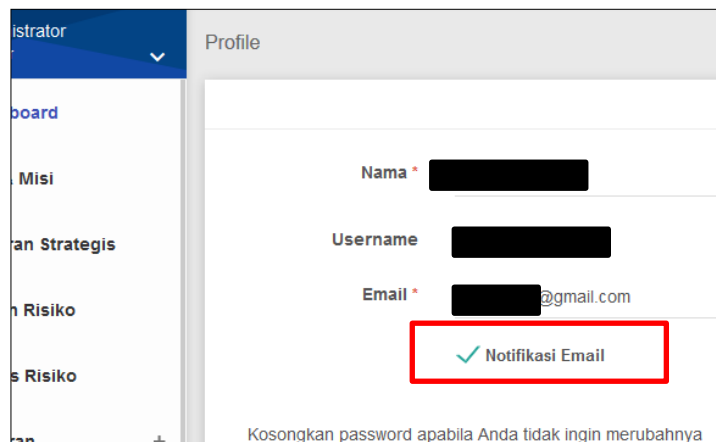 istrator
Profile
board
Misi
an Strategis
Risiko
s Risiko
Nama *
Username
Email *
@gmail.com
Notifikasi Email
Kosongkan password apabila Anda tidak ingin merubahnya
+